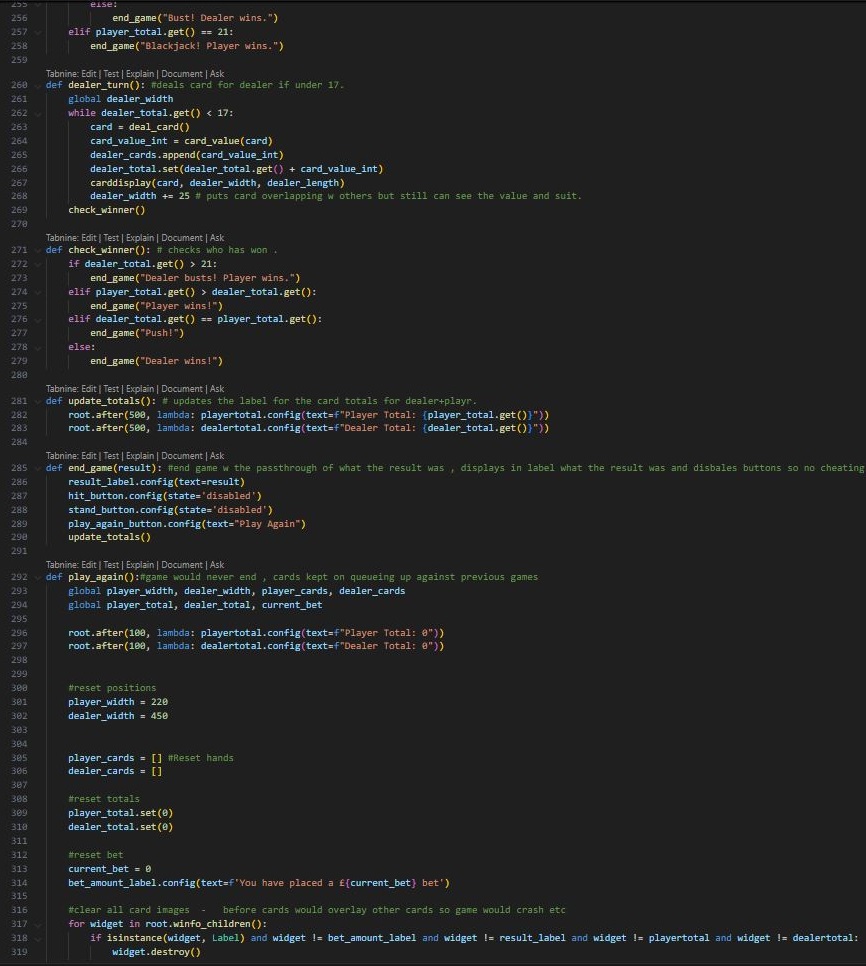 255 else:
256 end_game("Bust! Dealer wins.")
257 elif player_total.get() == 21:
258 end_game("Blackjack! Player wins.")
259
Tabnine: Edit | Test | Explain | Document | Ask
260 def dealer_turn(): #deals card for dealer if under 17.
261 global dealer_width
262 while dealer_total.get() < 17:
263 card = deal_card()
264 card_value_int = card_value(card)
265 dealer_cards.append(card_value_int)
266 dealer_total.set(dealer_total.get() + card_value_int)
267 carddisplay(card, dealer_width, dealer_length)
268 dealer_width += 25 # puts card overlapping w others but still can see the value and suit.
269 check_winner()
270
Tabnine: Edit | Test | Explain | Document | Ask
271 def check_winner(): # checks who has won .
272 if dealer_total.get() > 21:
273 end_game("Dealer busts! Player wins.")
274 elif player_total.get() > dealer_total.get():
275 end_game("Player wins!")
276 elif dealer_total.get() == player_total.get():
277 end_game("Push!")
278 else:
279 end_game("Dealer wins!")
280
Tabnine: Edit | Test | Explain | Document | Ask
281 def update_totals(): # updates the label for the card totals for dealer+playr.
282 root.after(500, lambda: playertotal.config(text=f"Player Total: {player_total.get()}"))
283 root.after(500, lambda: dealertotal.config(text=f"Dealer Total: {dealer_total.get()}"))
284
Tabnine: Edit | Test | Explain | Document | Ask
285 def end_game(result): #end game w the passthrough of what the result was , displays in label what the result was and disbales buttons so no cheating
286 result_label.config(text=result)
287 hit_button.config(state='disabled')
288 stand_button.config(state='disabled')
289 play_again_button.config(text="Play Again")
290 update_totals()
291
Tabnine: Edit | Test | Explain | Document | Ask
292 def play_again():#game would never end , cards kept on queueing up against previous games
293 global player_width, dealer_width, player_cards, dealer_cards
294 global player_total, dealer_total, current_bet
295
296 root.after(100, lambda: playertotal.config(text=f"Player Total: 0"))
297 root.after(100, lambda: dealertotal.config(text=f"Dealer Total: 0"))
298
299
300 #reset positions
301 player_width = 220
302 dealer_width = 450
303
304
305 player_cards = [] #Reset hands
306 dealer_cards = []
307
308 #reset totals
309 player_total.set(0)
310 dealer_total.set(0)
311
312 #reset bet
313 current_bet = 0
314 bet_amount_label.config(text=f'You have placed a £{current_bet} bet')
315
316 #clear all card images - before cards would overlay other cards so game would crash etc
317 for widget in root.winfo_children():
318 if isinstance(widget, Label) and widget != bet_amount_label and widget != result_label and widget != playertotal and widget != dealertotal:
319 widget.destroy()